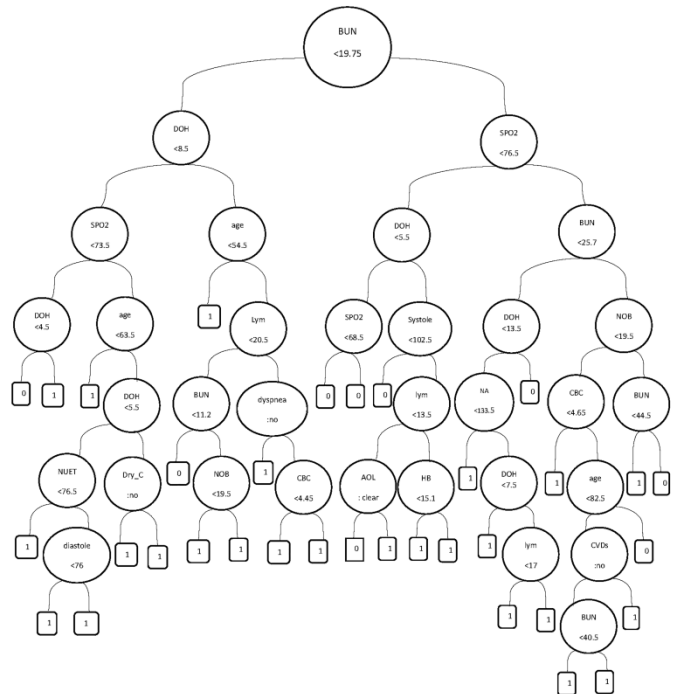 BUN
<19.75
DOH
<8.5
SPO2
<76.5
SPO2
<73.5
age
<54.5
DOH
<5.5
BUN
<25.7
DOH
<4.5
age
<63.5
1
Lym
<20.5
SPO2
<68.5
Systole
<102.5
DOH
<13.5
NOB
<19.5
0
1
1
DOH
<5.5
BUN
<11.2
dyspnea
:no
0
0
0
lym
<13.5
NA
<133.5
0
CBC
<4.65
BUN
<44.5
NUET
<76.5
Dry_C
:no
0
NOB
<19.5
1
CBC
<4.45
AOL
: clear
HB
<15.1
1
DOH
<7.5
1
age
<82.5
1
0
1
diastole
<76
1
1
1
1
1
1
0
1
1
1
1
lym
<17
CVDs
:no
0
1
1
1
1
BUN
<40.5
1
1
1